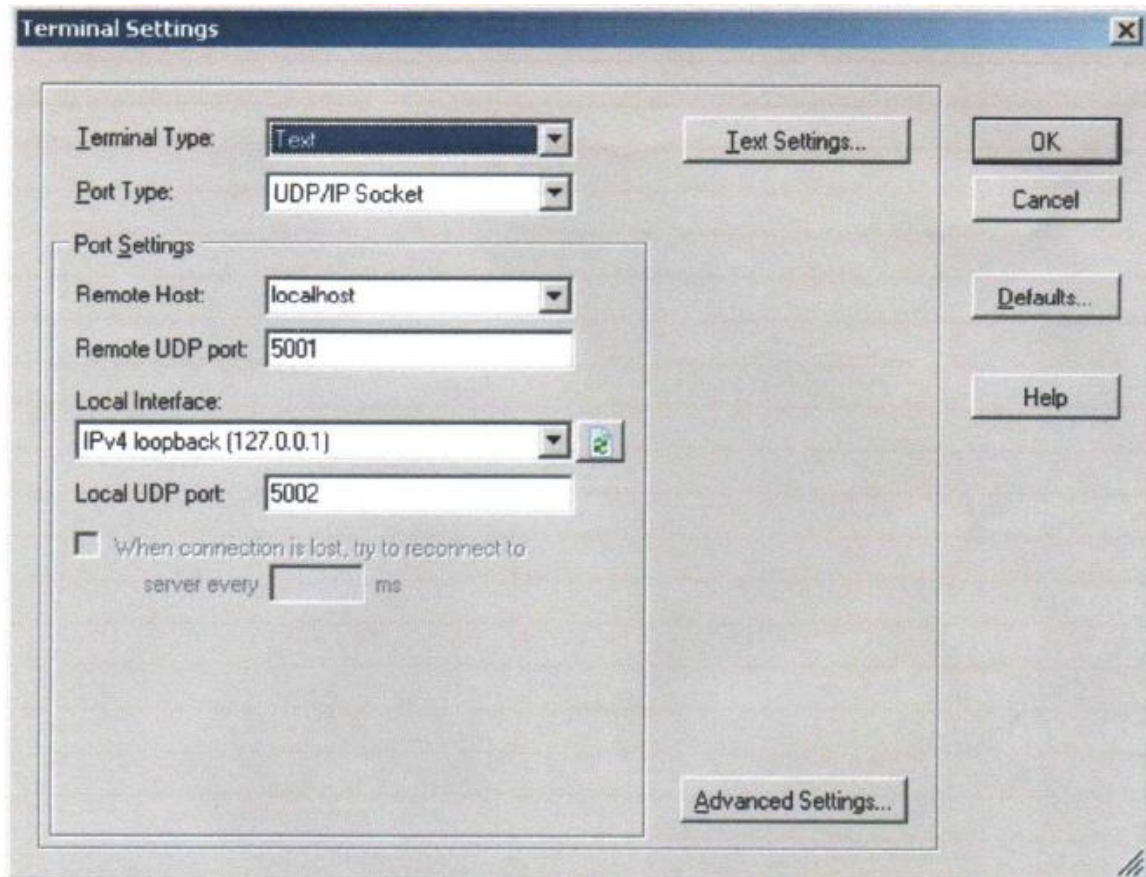 Terminal Settings
Terminal Type: Text Text Settings... OK
Port Type: UDP/IP Socket Cancel
Port Settings
Remote Host: localhost Defaults...
Remote UDP port: 5001
Local Interface: Help
IPv4 loopback (127.0.0.1)
Local UDP port: 5002
When connection is lost, try to reconnect to
server every ms
Advanced Settings...